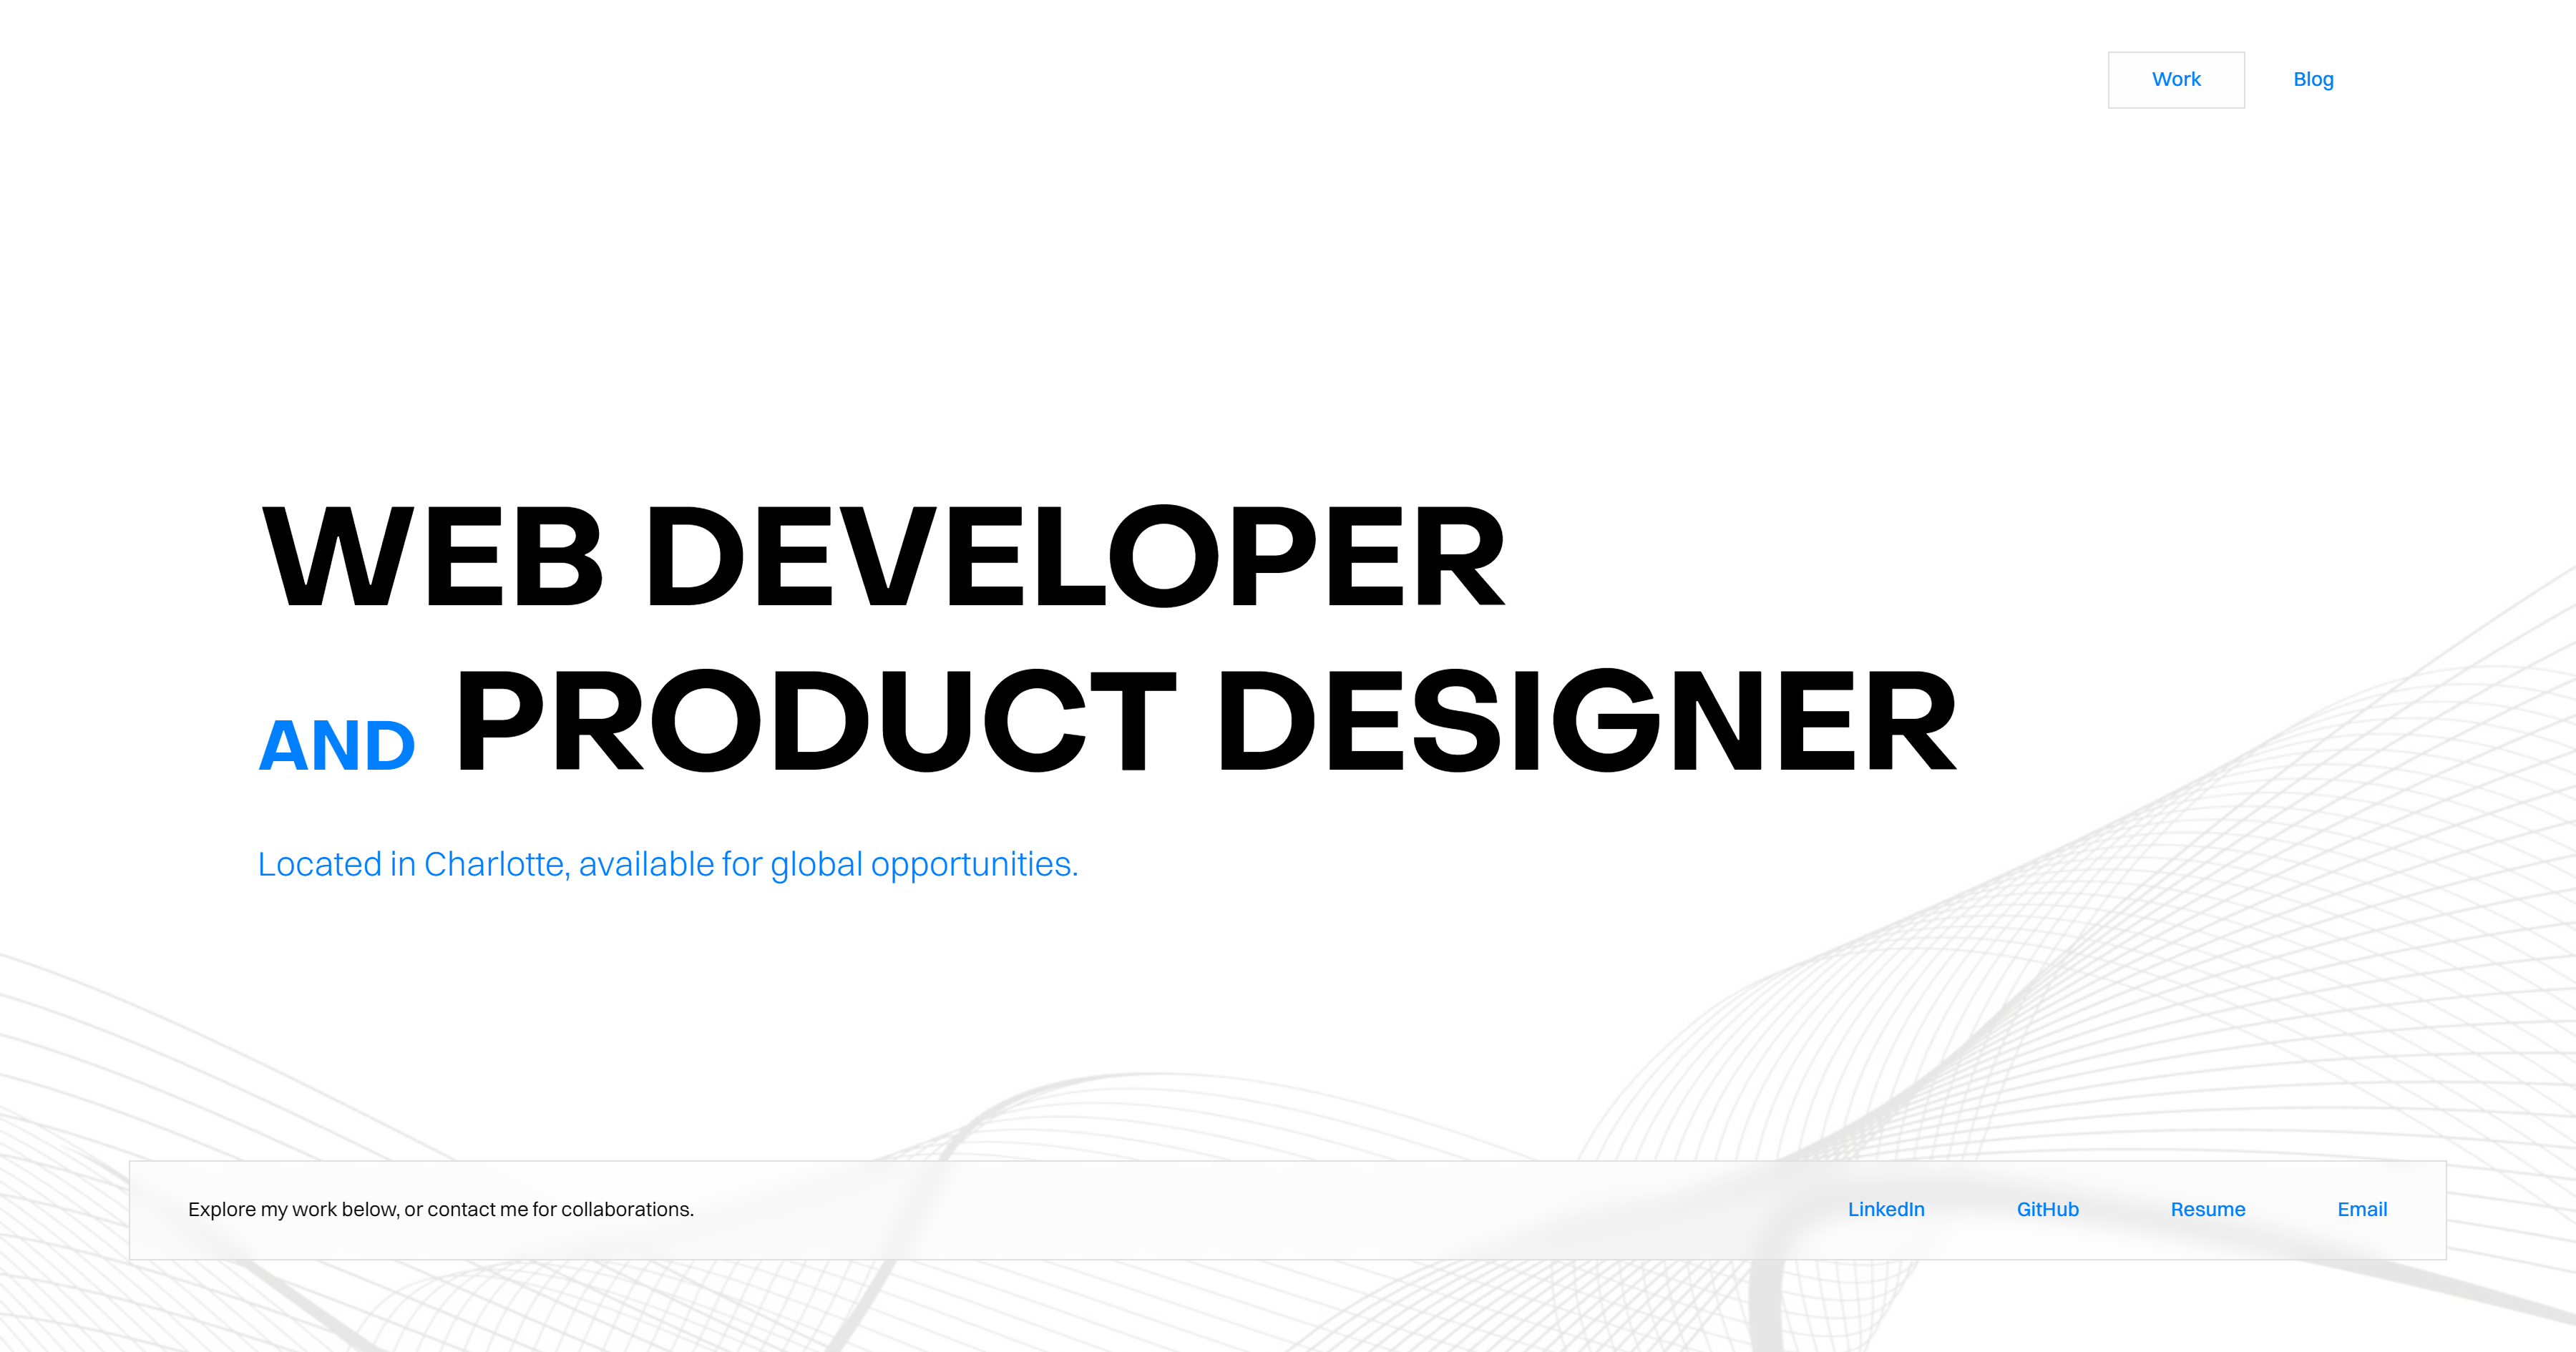 Work Blog
WEB DEVELOPER
AND PRODUCT DESIGNER
Located in Charlotte, available for global opportunities.
Explore my work below, or contact me for collaborations. LinkedIn GitHub Resume Email